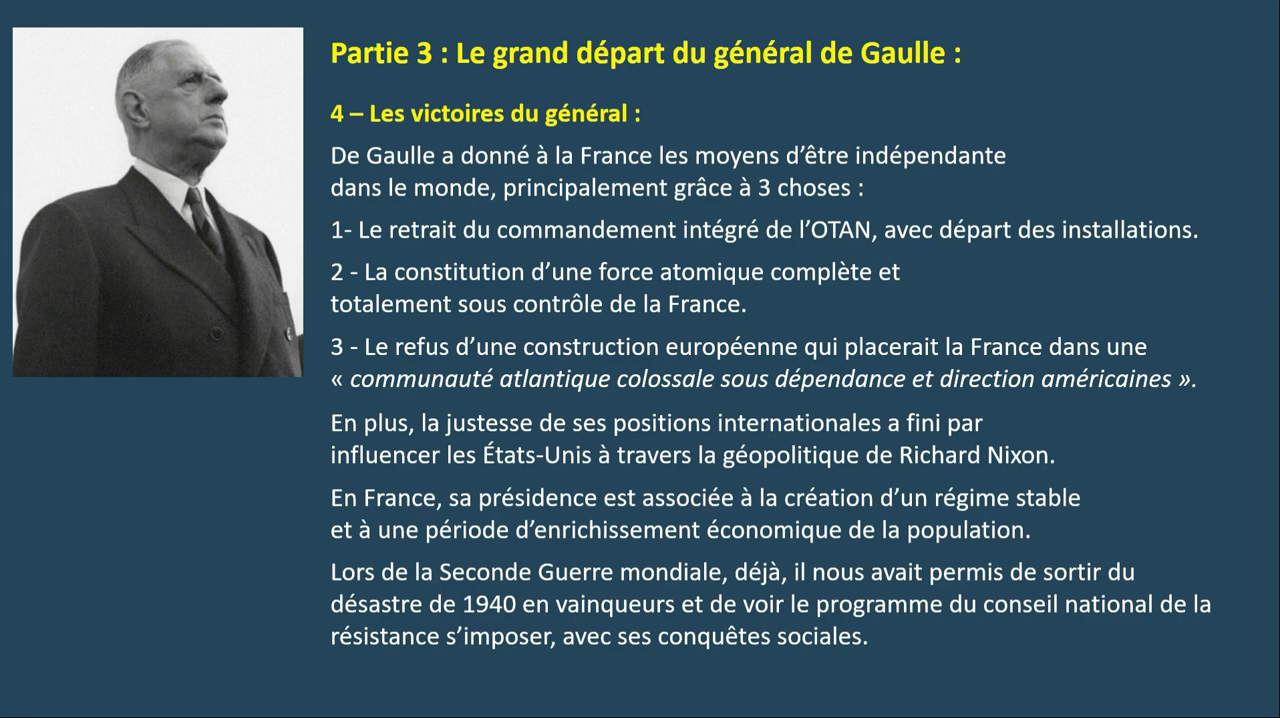 Partie 3 : Le grand départ du général de Gaulle :
4 – Les victoires du général :
De Gaulle a donné à la France les moyens d’être indépendante
dans le monde, principalement grâce à 3 choses :
1- Le retrait du commandement intégré de l’OTAN, avec départ des installations.
2 - La constitution d’une force atomique complète et
totalement sous contrôle de la France.
3 - Le refus d’une construction européenne qui placerait la France dans une
« communauté atlantique colossale sous dépendance et direction américaines ».
En plus, la justesse de ses positions internationales a fini par
influencer les États-Unis à travers la géopolitique de Richard Nixon.
En France, sa présidence est associée à la création d’un régime stable
et à une période d’enrichissement économique de la population.
Lors de la Seconde Guerre mondiale, déjà, il nous avait permis de sortir du
désastre de 1940 en vainqueurs et de voir le programme du conseil national de la
résistance s’imposer, avec ses conquêtes sociales.